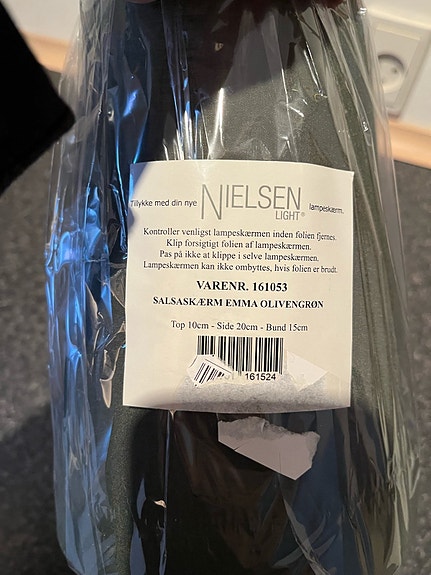 Tillykke med din nye NIELSEN LIGHT® lampeskærm.
Kontroller venligst lampeskærmen inden folien fjernes.
Klip forsigtigt folien af lampeskærmen.
Pas på ikke at klippe i selve lampeskærmen.
Lampeskærmen kan ikke ombyttes, hvis folien er brudt.
VARENR. 161053
SALSASKÆRM EMMA OLIVENGRØN
Top 10cm - Side 20cm - Bund 15cm
161524